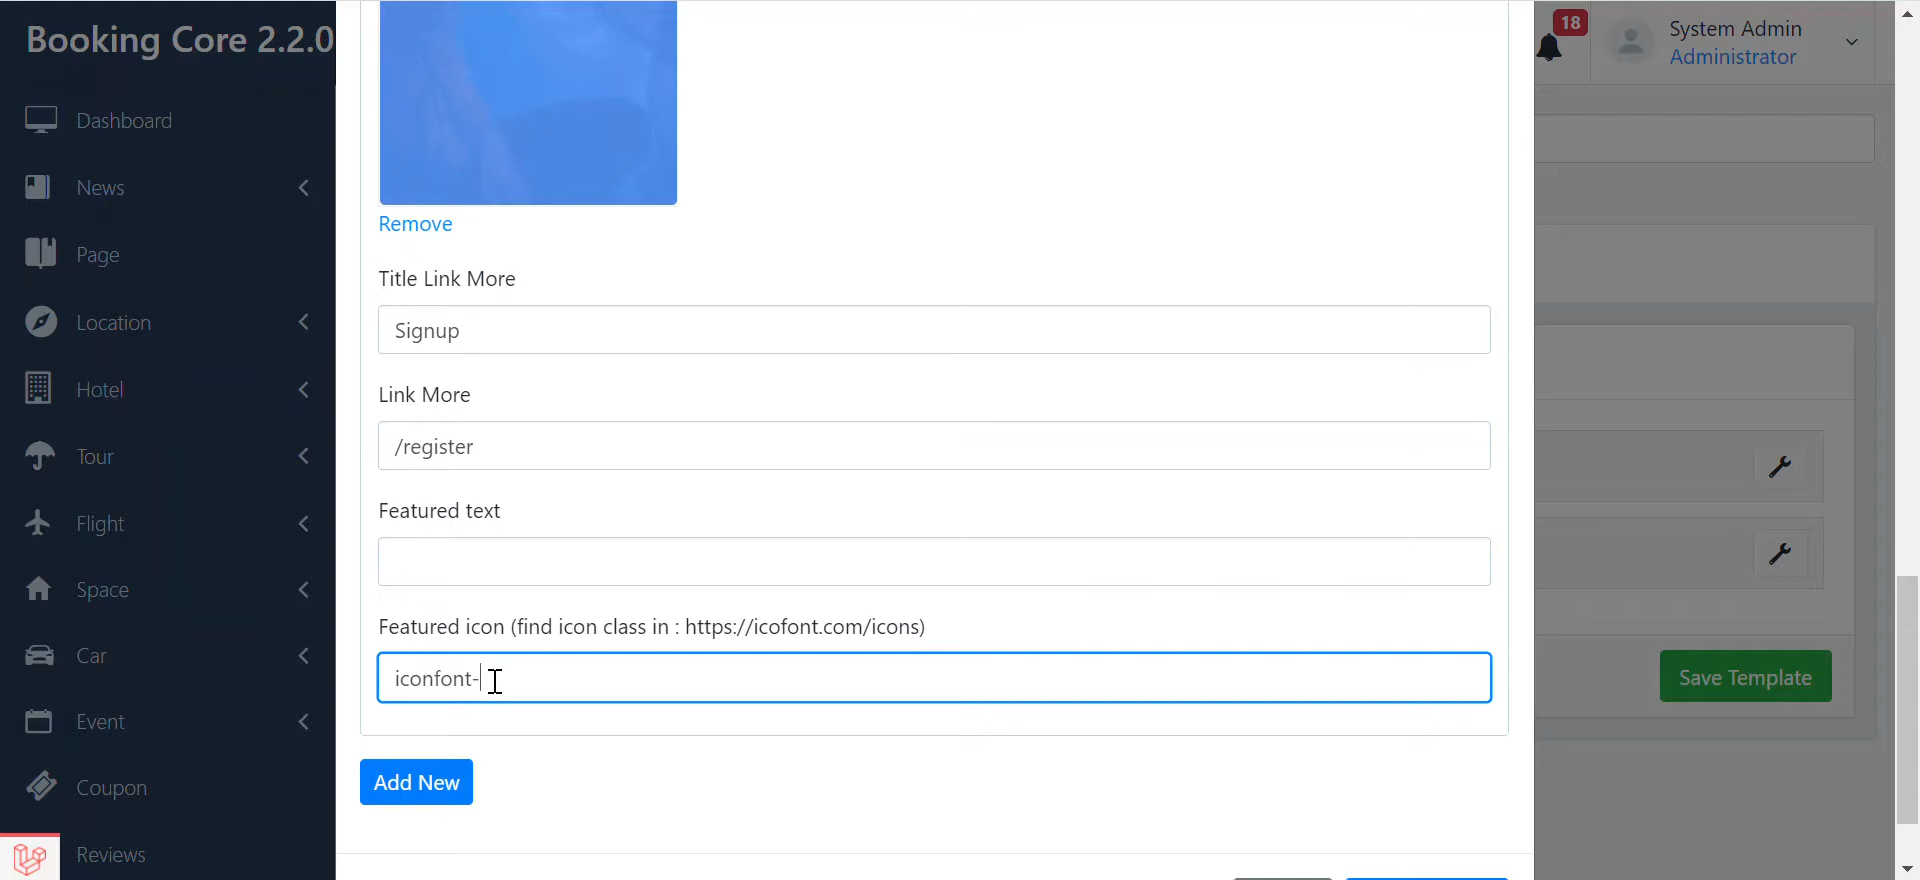 Booking Core 2.2.0
18
System Admin
Administrator
Dashboard
News
Page
Location
Hotel
Tour
Flight
Space
Car
Event
Coupon
Reviews
Remove
Title Link More
Signup
Link More
/register
Featured text
Featured icon (find icon class in : https://icofont.com/icons)
iconfont-
Add New
Save Template